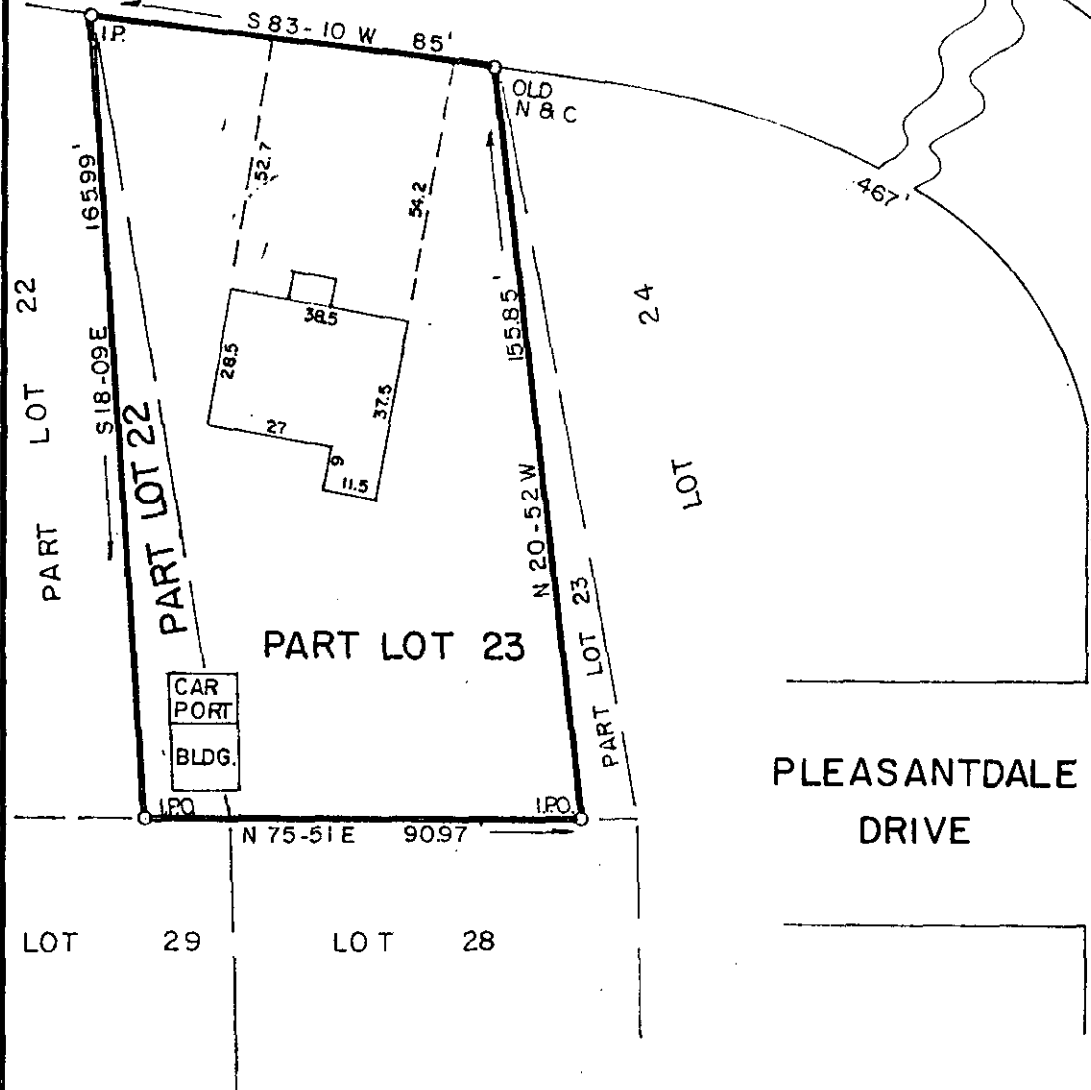 S 83-10 W 85'
I.P.
OLD
N & C
467'
52.7
54.2
165.99'
S 18-09 E
38.5
28.5
37.5
27
9
11.5
155.85'
N 20-52 W
PART LOT 22
PART LOT 22
LOT 24
PART LOT 23
PART LOT 23
CAR
PORT
BLDG.
I.P.O.
I.P.O.
N 75-51 E 90.97
PLEASANTDALE
DRIVE
LOT 29
LOT 28